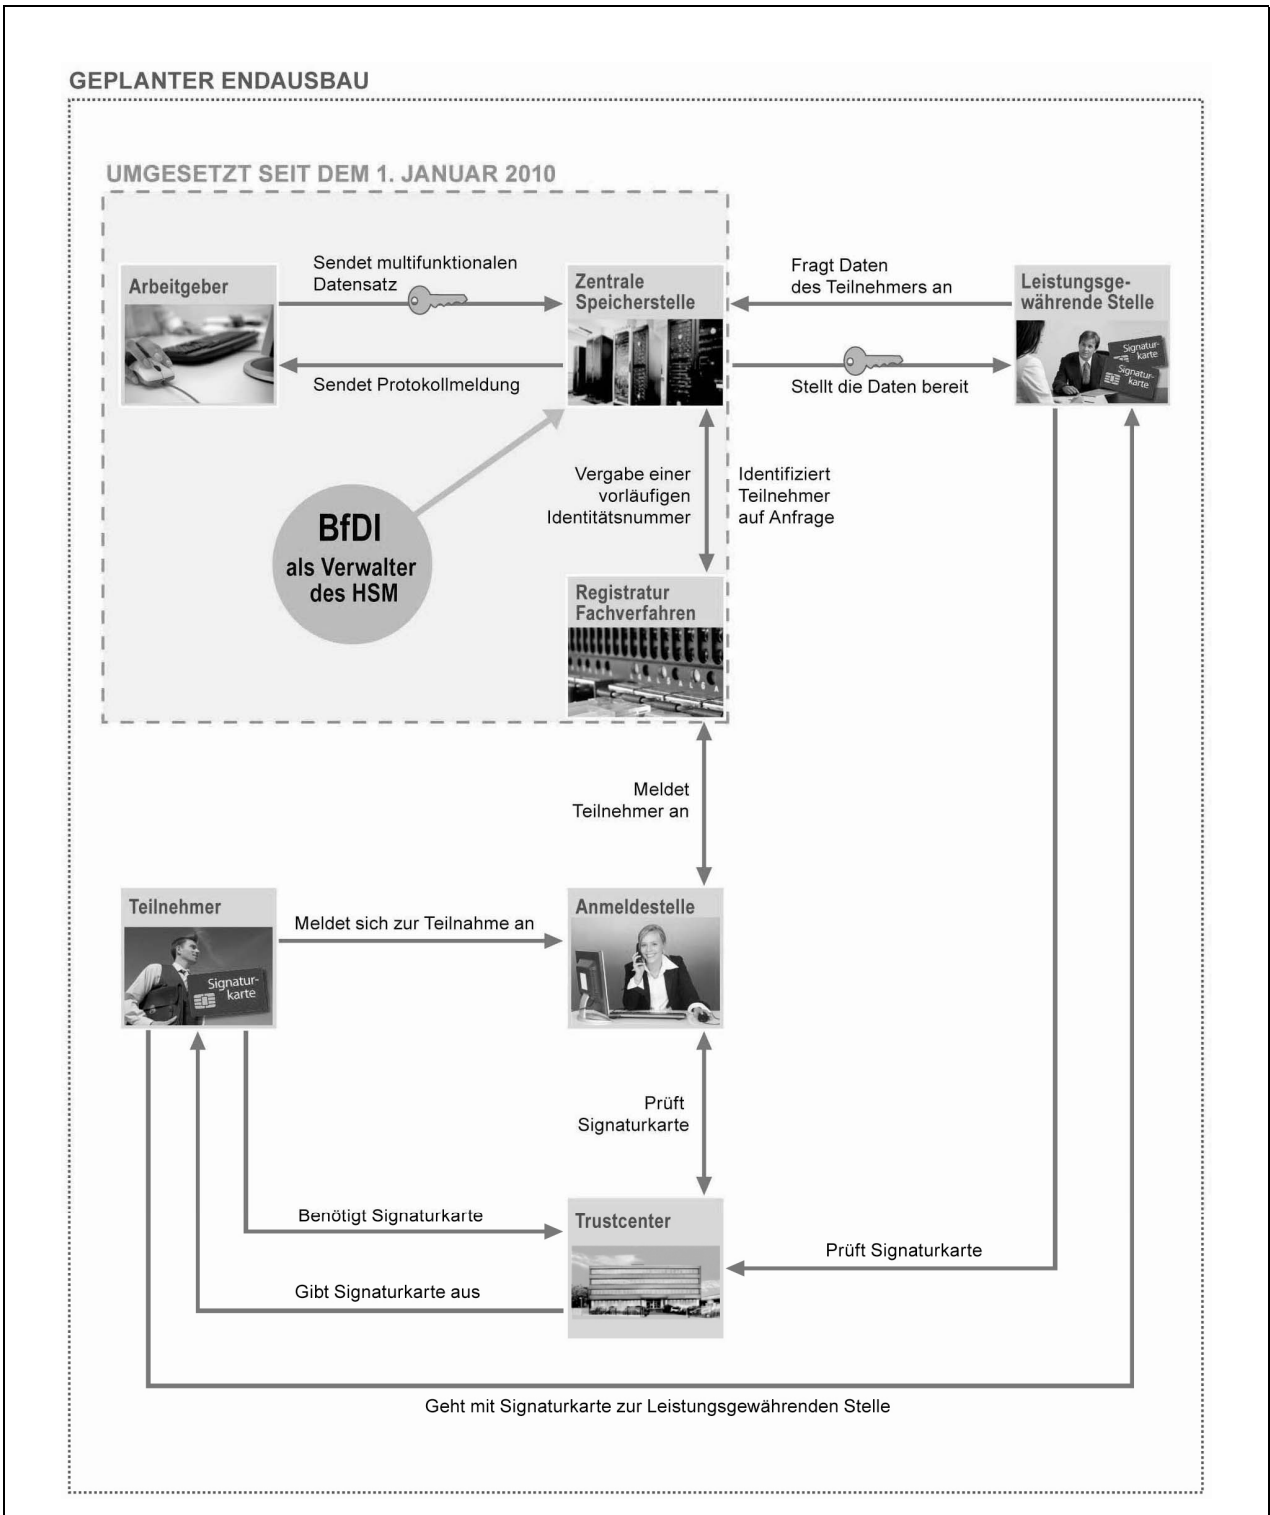 GEPLANTER ENDAUSBAU
UMGESETZT SEIT DEM 1. JANUAR 2010
Arbeitgeber
Sendet multifunktionalen
Datensatz
Sendet Protokollmeldung
Zentrale
Speicherstelle
Fragt Daten
des Teilnehmers an
Stellt die Daten bereit
Leistungsge-
währende Stelle
Signatur-
karte
Signatur-
karte
BfDI
als Verwalter
des HSM
Vergabe einer
vorläufigen
Identitätsnummer
Identifiziert
Teilnehmer
auf Anfrage
Registratur
Fachverfahren
Meldet
Teilnehmer an
Teilnehmer
Signatur-
karte
Meldet sich zur Teilnahme an
Anmeldestelle
Prüft
Signaturkarte
Benötigt Signaturkarte
Gibt Signaturkarte aus
Trustcenter
Prüft Signaturkarte
Geht mit Signaturkarte zur Leistungsgewährenden Stelle